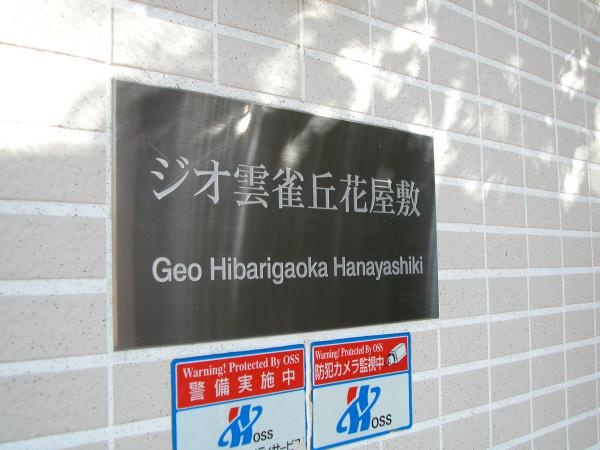 ジオ雲雀丘花屋敷
Geo Hibarigaoka Hanayashiki
Warning! Protected By OSS
警備実施中
OSS
Warning! Protected By OSS
防犯カメラ監視中
OSS